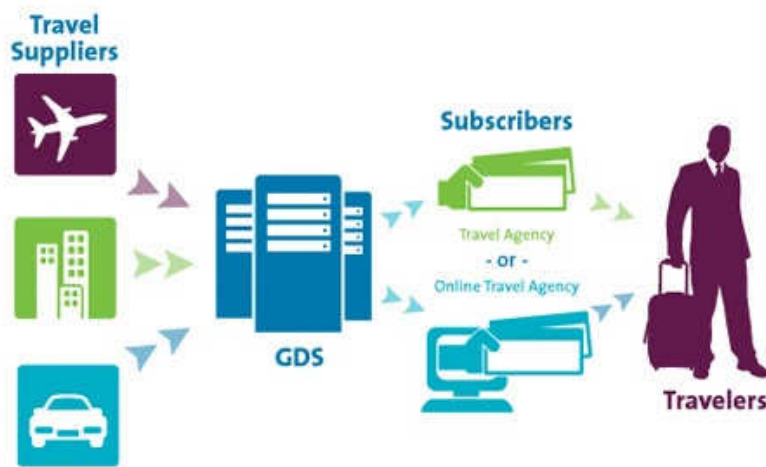 Travel
Suppliers
GDS
Subscribers
Travel Agency
- or -
Online Travel Agency
Travelers